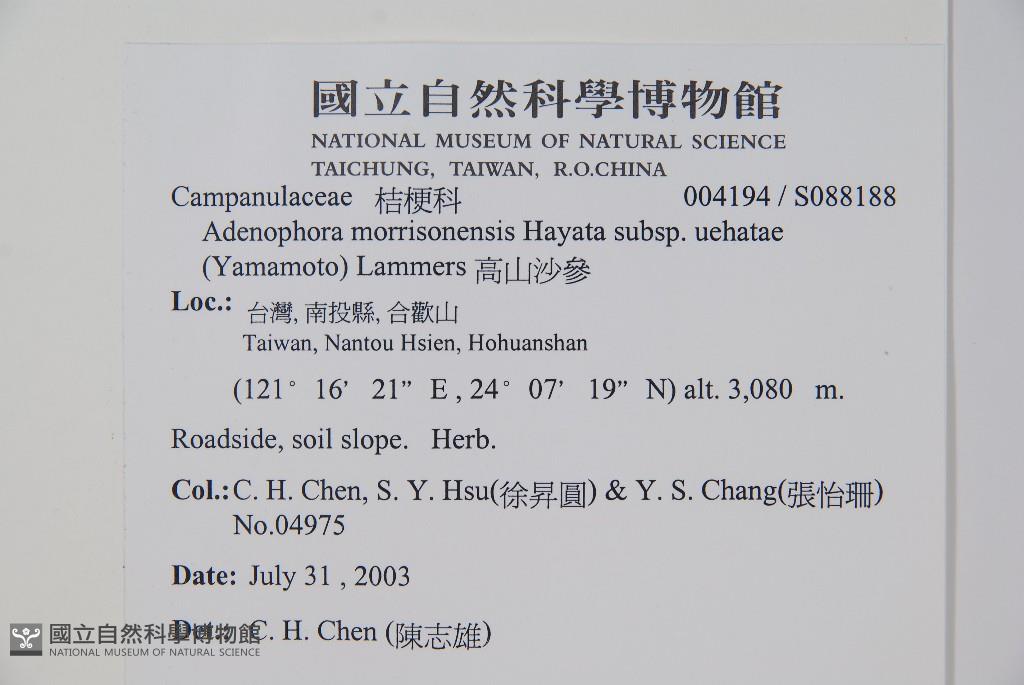 國立自然科學博物館
NATIONAL MUSEUM OF NATURAL SCIENCE
TAICHUNG, TAIWAN, R.O.CHINA
Campanulaceae 桔梗科 004194 / S088188
Adenophora morrisonensis Hayata subsp. uehatae
(Yamamoto) Lammers 高山沙參
Loc.: 台灣, 南投縣, 合歡山
Taiwan, Nantou Hsien, Hohuanshan
(121° 16’ 21” E , 24° 07’ 19” N) alt. 3,080 m.
Roadside, soil slope. Herb.
Col.: C. H. Chen, S. Y. Hsu(徐昇圓) & Y. S. Chang(張怡珊)
No.04975
Date: July 31 , 2003
Det.: C. H. Chen (陳志雄)
國立自然科學博物館
NATIONAL MUSEUM OF NATURAL SCIENCE